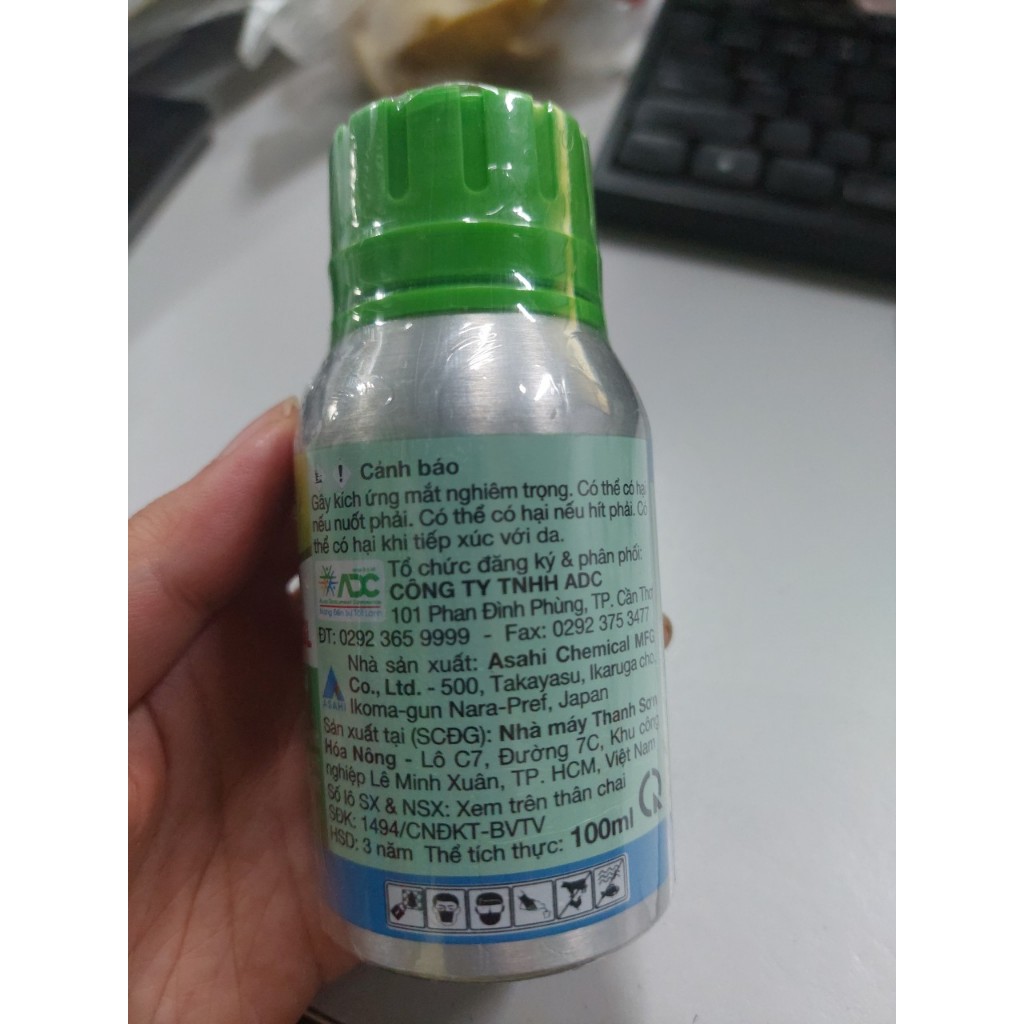 ! Cảnh báo
Gây kích ứng mắt nghiêm trọng. Có thể có hại
nếu nuốt phải. Có thể có hại nếu hít phải. Có
thể có hại khi tiếp xúc với da.
ADC
Tổ chức đăng ký & phân phối:
CÔNG TY TNHH ADC
101 Phan Đình Phùng, TP. Cần Thơ
ĐT: 0292 365 9999 - Fax: 0292 375 3477
ASAHI
Nhà sản xuất: Asahi Chemical MFG
Co., Ltd. - 500, Takayasu, Ikaruga cho,
Ikoma-gun Nara-Pref, Japan
Sản xuất tại (SCĐG): Nhà máy Thanh Sơn
Hóa Nông - Lô C7, Đường 7C, Khu công
nghiệp Lê Minh Xuân, TP. HCM, Việt Nam
Số lô SX & NSX: Xem trên thân chai
SĐK: 1494/CNĐKT-BVTV
HSD: 3 năm Thể tích thực: 100ml